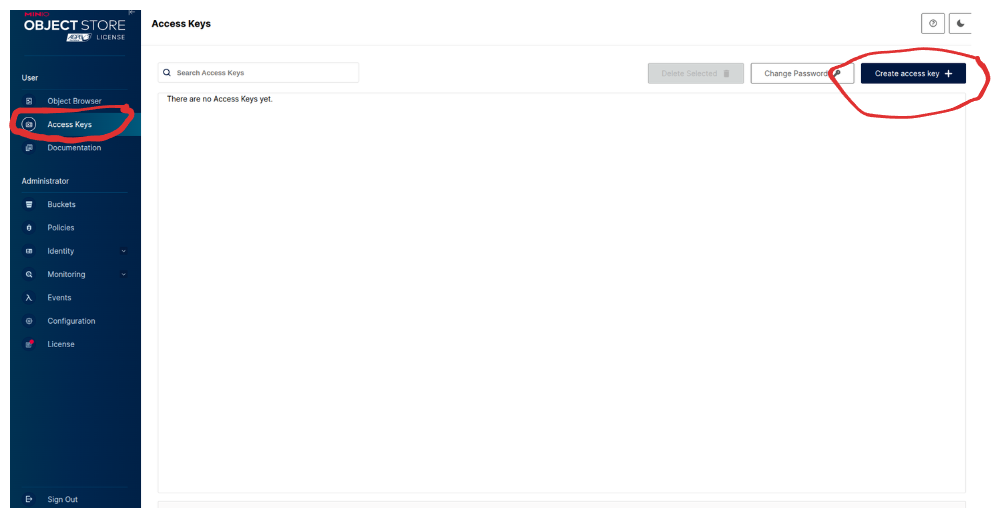 MINIO
OBJECT STORE
LICENSE
Access Keys
User
Object Browser
Access Keys
Documentation
Administrator
Buckets
Policies
Identity
Monitoring
Events
Configuration
License
Sign Out
Search Access Keys
Delete Selected
Change Password
Create access key +
There are no Access Keys yet.